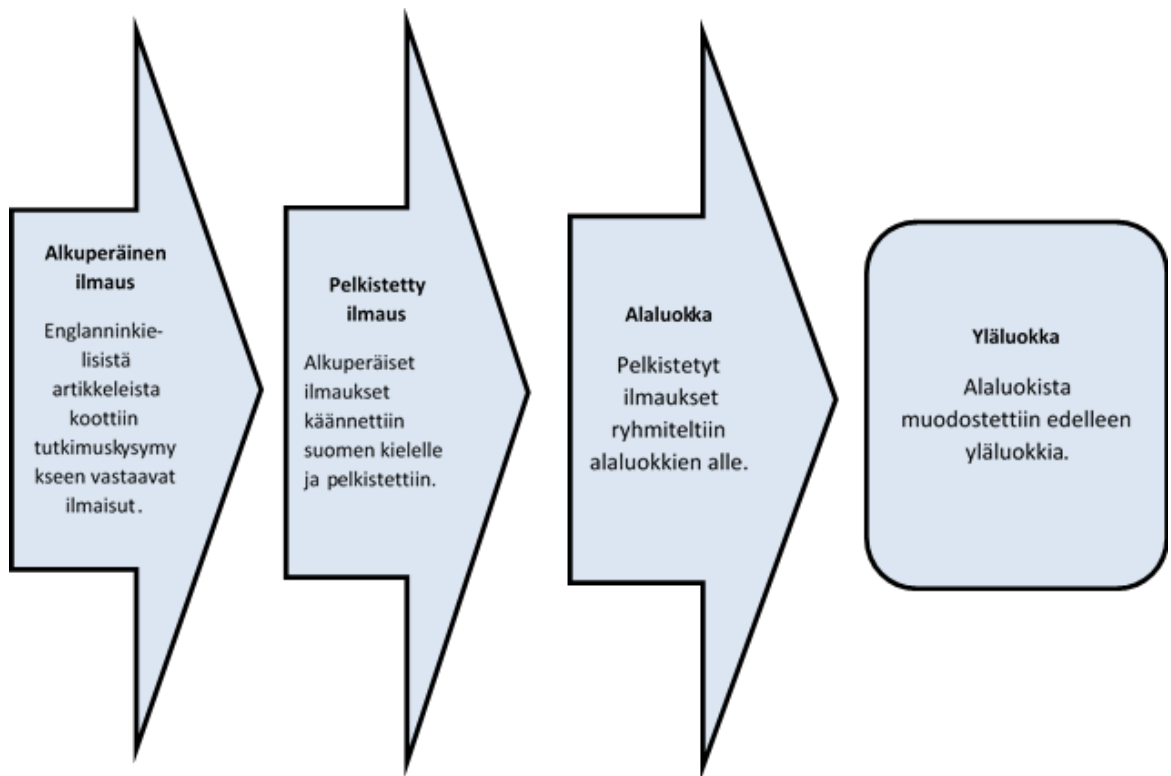 Alkuperäinen
ilmaus
Englanninkie-
lisistä
artikkeleista
koottiin
tutkimuskysymy
kseen vastaavat
ilmaisut.
Pelkistetty
ilmaus
Alkuperäiset
ilmaukset
käännettiin
suomen kielelle
ja pelkistettiin.
Alaluokka
Pelkistetyt
ilmaukset
ryhmiteltiin
alaluokkien alle.
Yläluokka
Alaluokista
muodostettiin edelleen
yläluokkia.